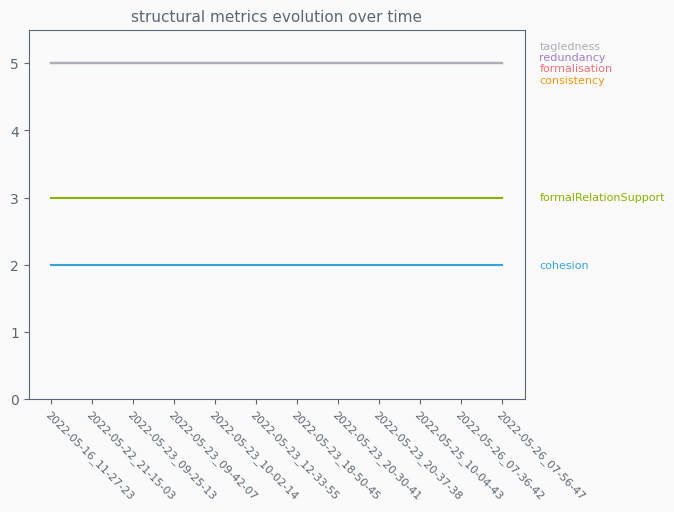 structural metrics evolution over time
5
4
3
2
1
0
tagledness
redundancy
formalisation
consistency
formalRelationSupport
cohesion
2022-05-16_11-27-23
2022-05-22_21-15-03
2022-05-23_09-25-13
2022-05-23_09-42-07
2022-05-23_10-02-14
2022-05-23_12-33-55
2022-05-23_18-50-45
2022-05-23_20-30-41
2022-05-23_20-37-38
2022-05-25_10-04-43
2022-05-26_07-36-42
2022-05-26_07-56-47